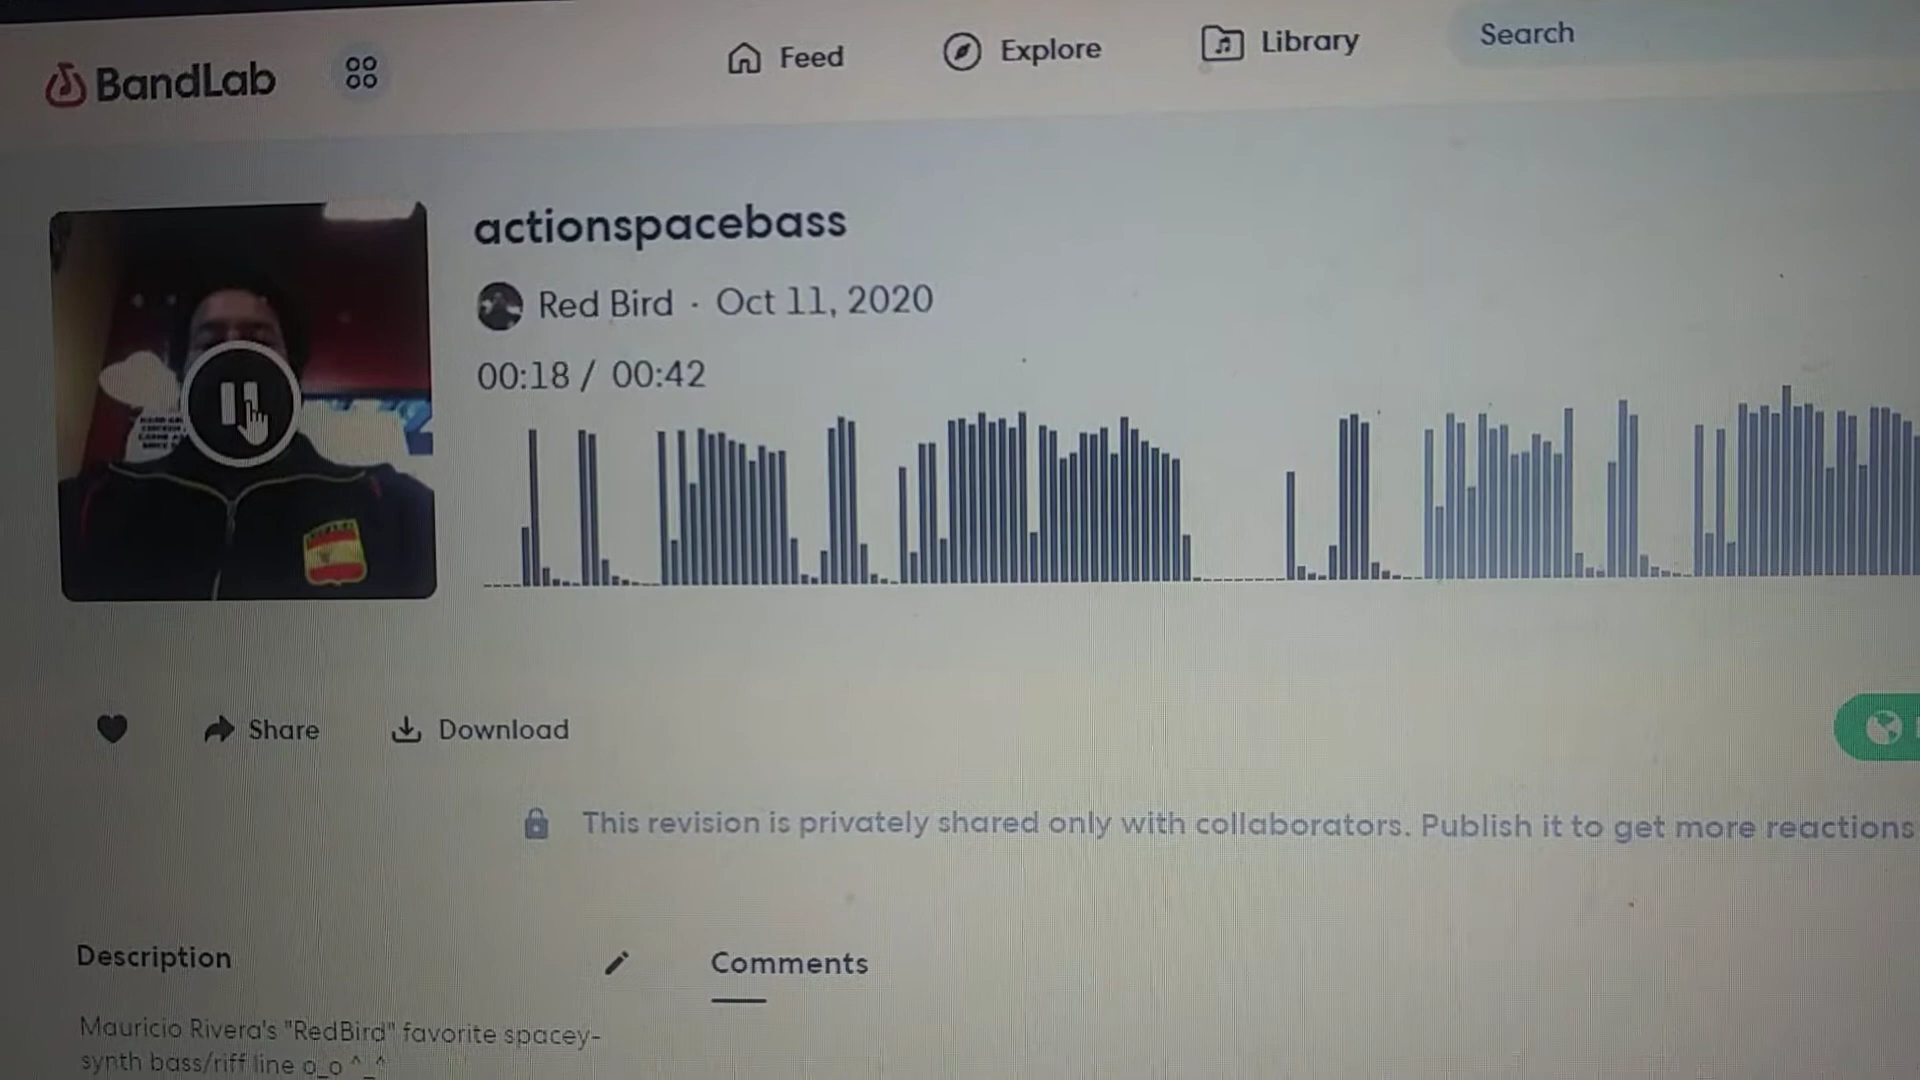 BandLab
Feed
Explore
Library
Search
actionspacebass
Red Bird · Oct 11, 2020
00:18 / 00:42
Share
Download
This revision is privately shared only with collaborators. Publish it to get more reactions
Description
Comments
Mauricio Rivera's "RedBird" favorite spacey-
synth bass/riff line o_o ^_^